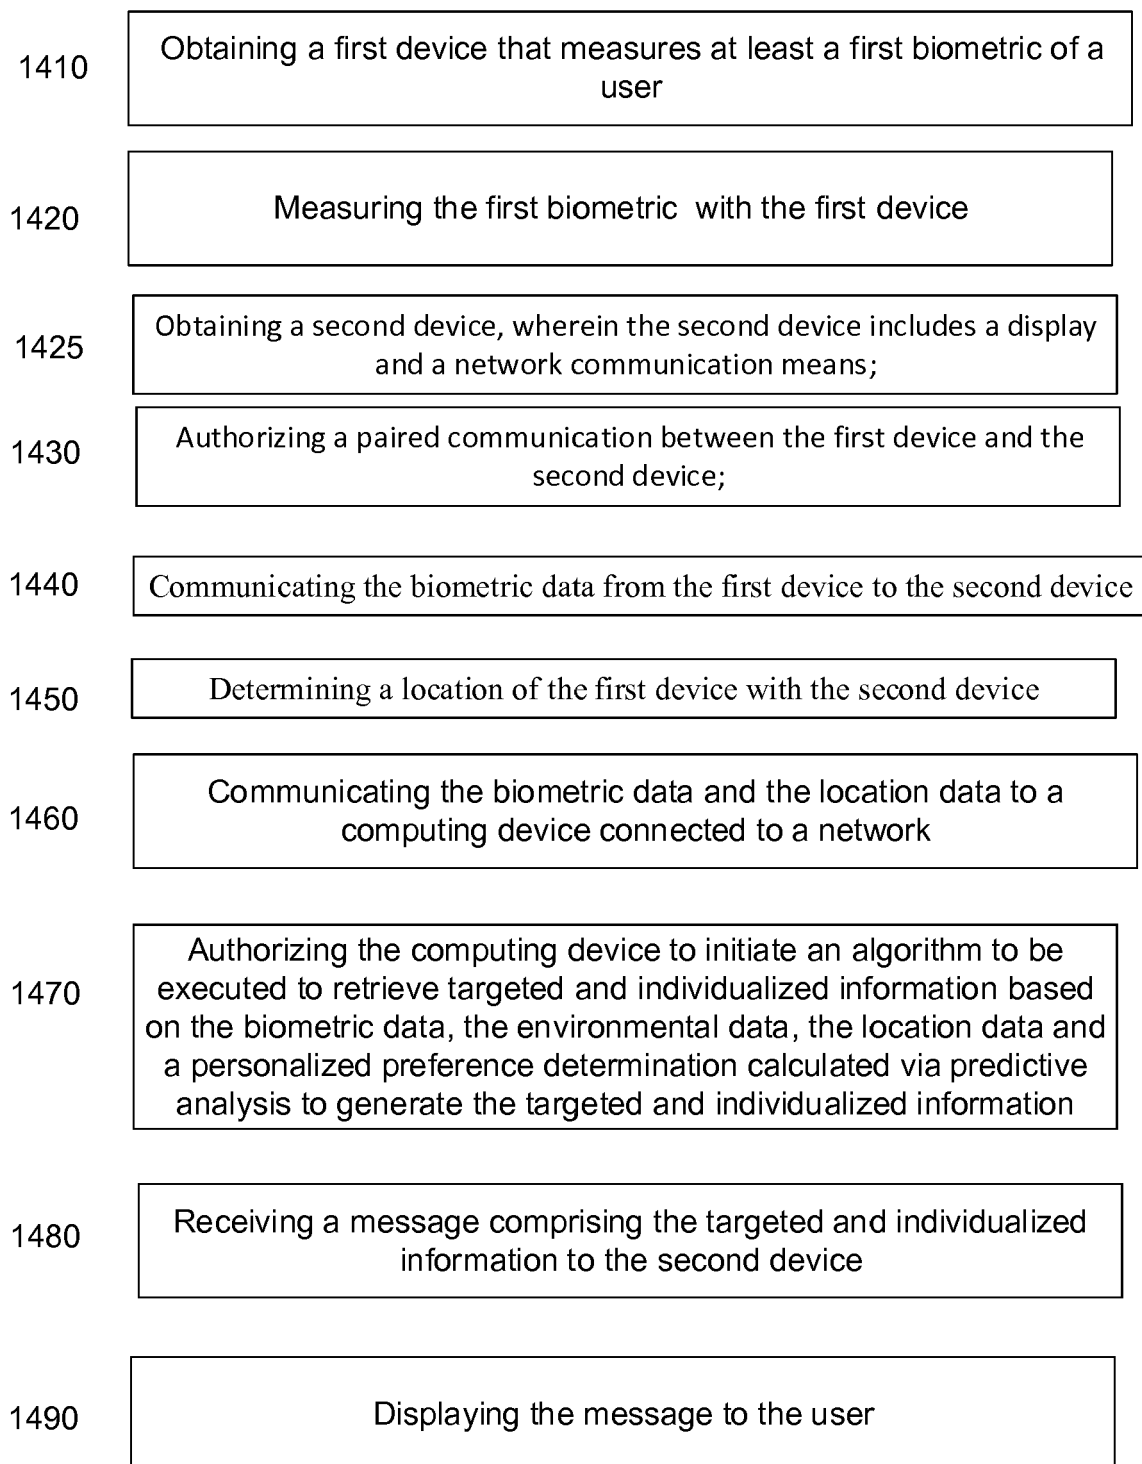 1410
Obtaining a first device that measures at least a first biometric of a
user
1420
Measuring the first biometric  with the first device
1425
Obtaining a second device, wherein the second device includes a display
and a network communication means;
1430
Authorizing a paired communication between the first device and the
second device;
1440
Communicating the biometric data from the first device to the second device
1450
Determining a location of the first device with the second device
1460
Communicating the biometric data and the location data to a
computing device connected to a network
1470
Authorizing the computing device to initiate an algorithm to be
executed to retrieve targeted and individualized information based
on the biometric data, the environmental data, the location data and
a personalized preference determination calculated via predictive
analysis to generate the targeted and individualized information
1480
Receiving a message comprising the targeted and individualized
information to the second device
1490
Displaying the message to the user